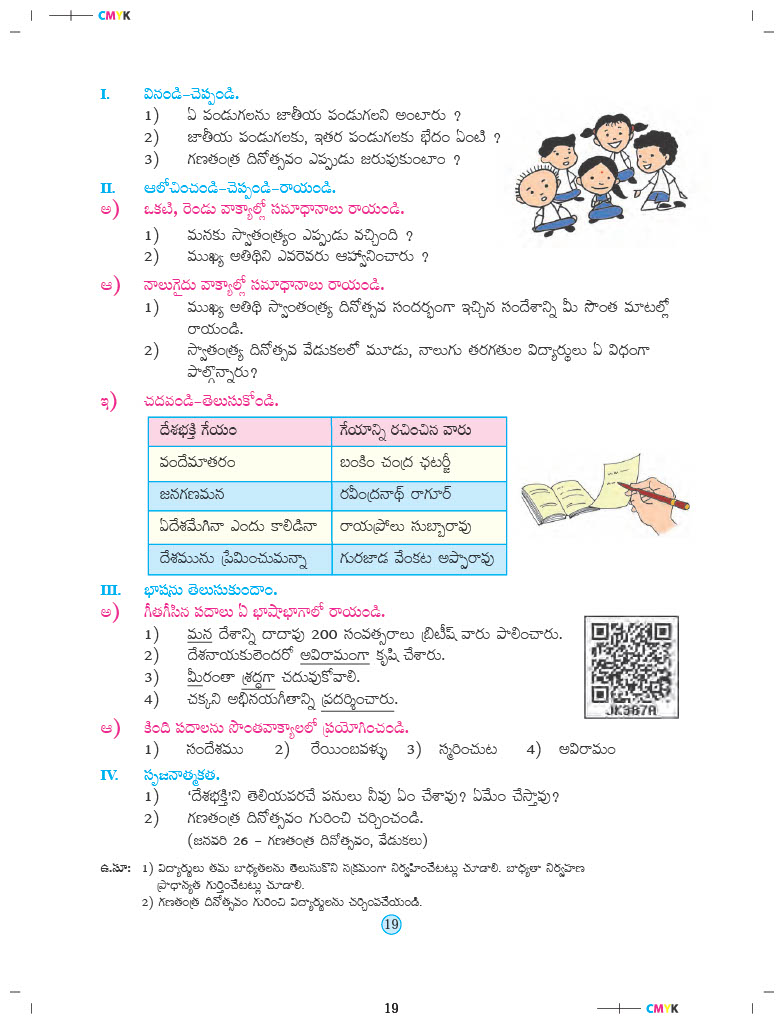 CMYK
I. వినండి-చెప్పండి.
1) ఏ పండుగలను జాతీయ పండుగలని అంటారు ?
2) జాతీయ పండుగలకు, ఇతర పండుగలకు భేదం ఏంటి ?
3) గణతంత్ర దినోత్సవం ఎప్పుడు జరుపుకుంటాం ?
II. ఆలోచించండి-చెప్పండి-రాయండి.
అ) ఒకటి, రెండు వాక్యాల్లో సమాధానాలు రాయండి.
1) మనకు స్వాతంత్ర్యం ఎప్పుడు వచ్చింది ?
2) ముఖ్య అతిథిని ఎవరెవరు ఆహ్వానించారు ?
ఆ) నాలుగైదు వాక్యాల్లో సమాధానాలు రాయండి.
1) ముఖ్య అతిథి స్వాంతంత్ర్య దినోత్సవ సందర్భంగా ఇచ్చిన సందేశాన్ని మీ సొంత మాటల్లో
రాయండి.
2) స్వాతంత్ర్య దినోత్సవ వేడుకలలో మూడు, నాలుగు తరగతుల విద్యార్థులు ఏ విధంగా
పాల్గొన్నారు?
ఇ) చదవండి-తెలుసుకోండి.
దేశభక్తి గేయం గేయాన్ని రచించిన వారు
వందేమాతరం బంకిం చంద్ర ఛటర్జీ
జనగణమన రవీంద్రనాథ్ ఠాగూర్
ఏదేశమేగినా ఎందు కాలిడినా రాయప్రోలు సుబ్బారావు
దేశమును ప్రేమించుమన్నా గురజాడ వేంకట అప్పారావు
III. భాషను తెలుసుకుందాం.
అ) గీతగీసిన పదాలు ఏ భాషాభాగాలో రాయండి.
1) మన దేశాన్ని దాదాపు 200 సంవత్సరాలు బ్రిటీష్ వారు పాలించారు.
2) దేశనాయకులెందరో అవిరామంగా కృషి చేశారు.
3) మీరంతా శ్రద్ధగా చదువుకోవాలి.
4) చక్కని అభినయగీతాన్ని ప్రదర్శించారు.
JK387A
ఆ) కింది పదాలను సొంతవాక్యాలలో ప్రయోగించండి.
1) సందేశము 2) రేయింబవళ్ళు 3) స్మరించుట 4) అవిరామం
IV. సృజనాత్మకత.
1) 'దేశభక్తి'ని తెలియపరచే పనులు నీవు ఏం చేశావు? ఏమేం చేస్తావు?
2) గణతంత్ర దినోత్సవం గురించి చర్చించండి.
(జనవరి 26 – గణతంత్ర దినోత్సవం, వేడుకలు)
ఉ.సూ: 1) విద్యార్థులు తమ బాధ్యతలను తెలుసుకొని సక్రమంగా నిర్వహించేటట్లు చూడాలి. బాధ్యతా నిర్వహణ
ప్రాధాన్యత గుర్తించేటట్లు చూడాలి.
2) గణతంత్ర దినోత్సవం గురించి విద్యార్థులను చర్చింపచేయండి.
19
19
CMYK